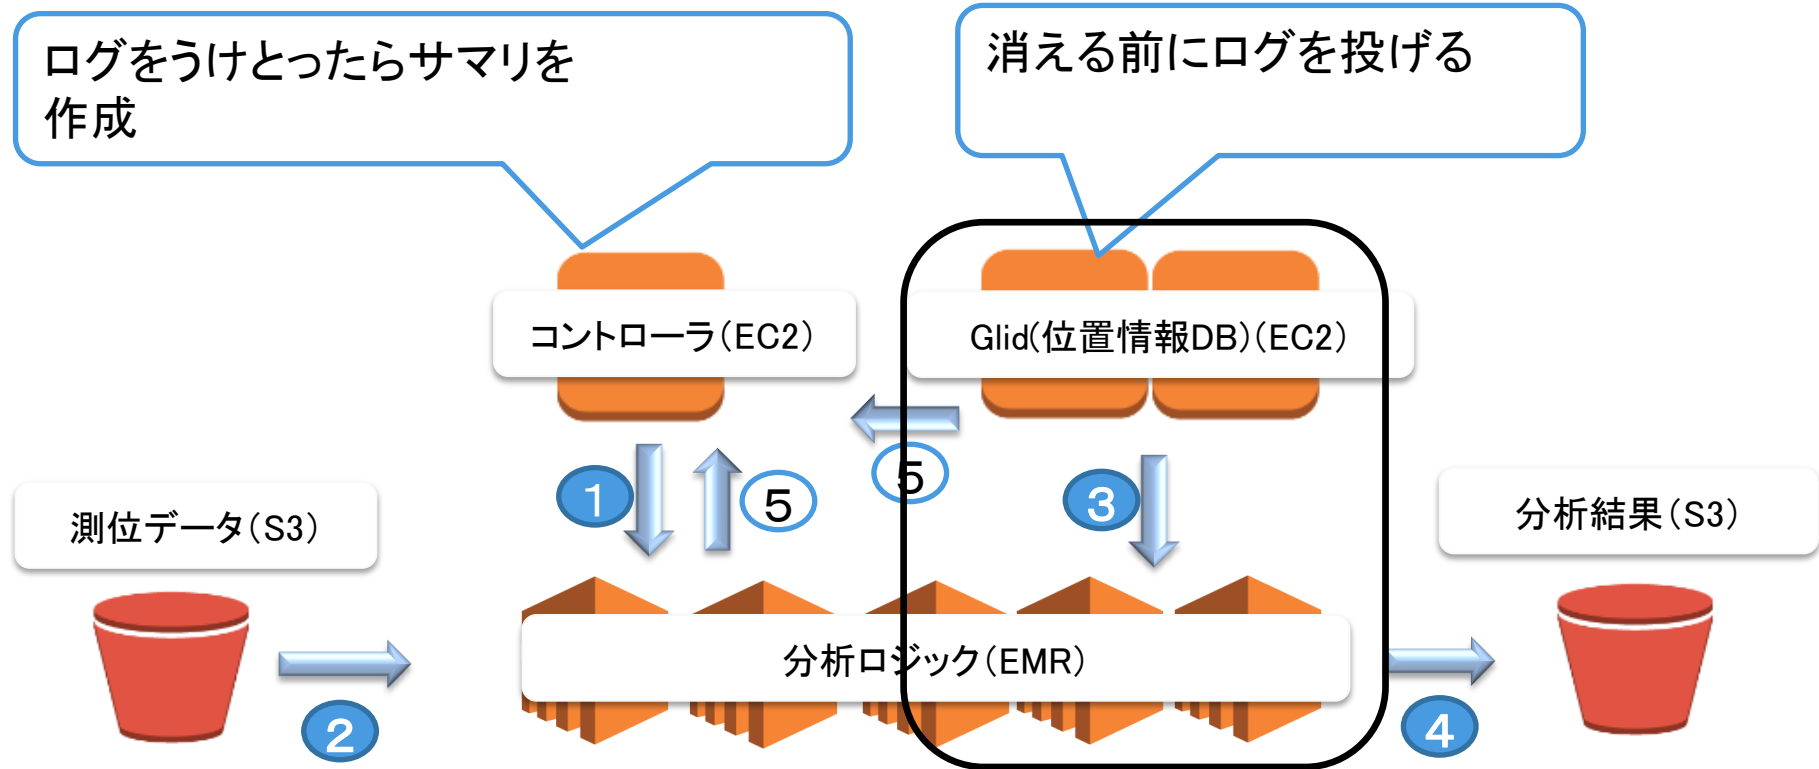 ログをうけとったらサマリを
作成
消える前にログを投げる
コントローラ(EC2)
Glid(位置情報DB)(EC2)
1
5
5
3
測位データ(S3)
分析結果(S3)
分析ロジック(EMR)
2
4